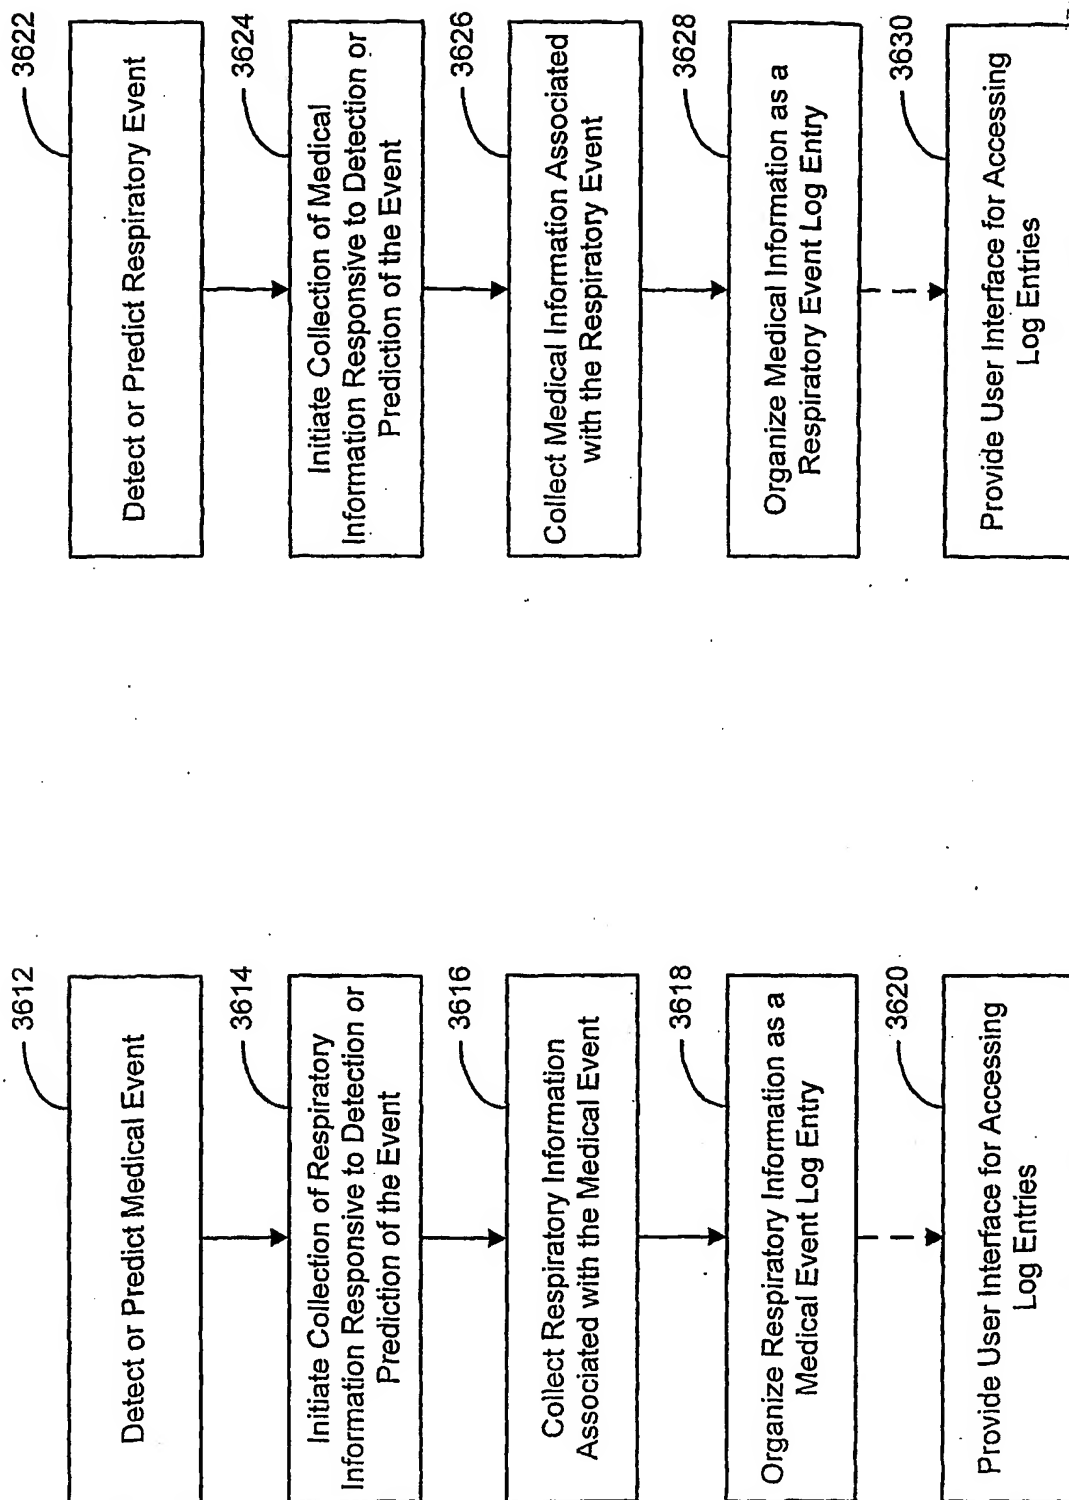 3612
Detect or Predict Medical Event
3614
Initiate Collection of Respiratory
Information Responsive to Detection or
Prediction of the Event
3616
Collect Respiratory Information
Associated with the Medical Event
3618
Organize Respiratory Information as a
Medical Event Log Entry
3620
Provide User Interface for Accessing
Log Entries
3622
Detect or Predict Respiratory Event
3624
Initiate Collection of Medical
Information Responsive to Detection or
Prediction of the Event
3626
Collect Medical Information Associated
with the Respiratory Event
3628
Organize Medical Information as a
Respiratory Event Log Entry
3630
Provide User Interface for Accessing
Log Entries